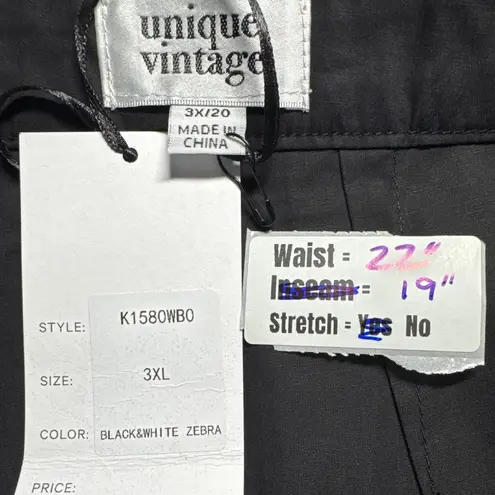 unique
vintage
3X/20
MADE IN
CHINA
Waist = 22"
Inseam = 19"
Stretch = Yes No
STYLE: K1580WBO
SIZE: 3XL
COLOR: BLACK&WHITE ZEBRA
PRICE: